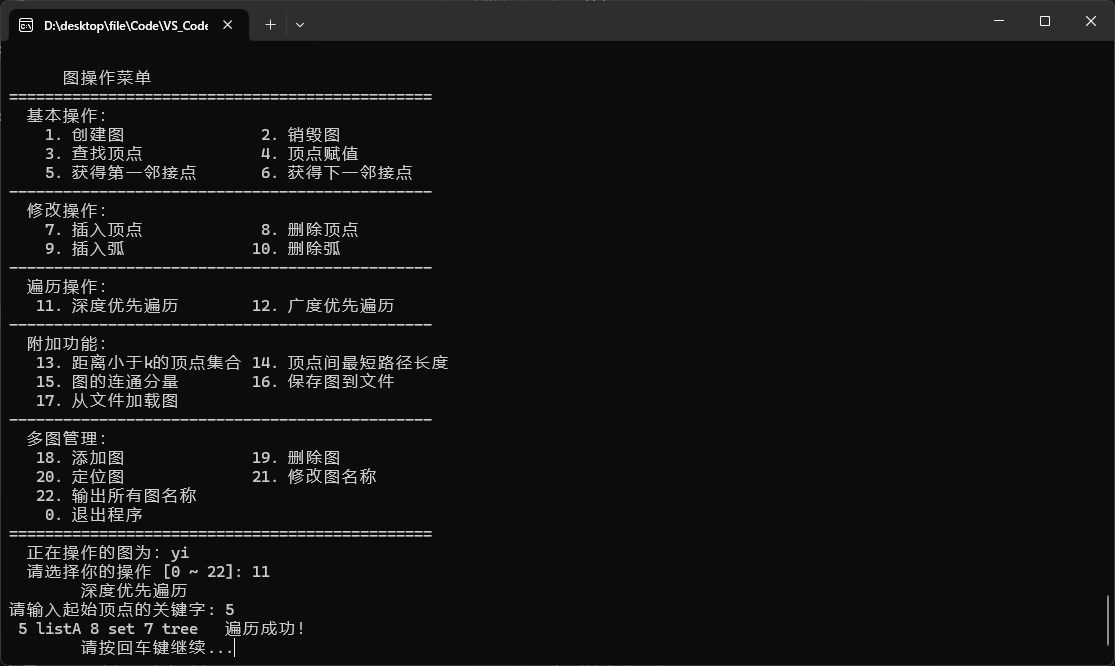 D:\desktop\file\Code\VS_Code
图操作菜单
===============================================
基本操作:
1. 创建图 2. 销毁图
3. 查找顶点 4. 顶点赋值
5. 获得第一邻接点 6. 获得下一邻接点
-----------------------------------------------
修改操作:
7. 插入顶点 8. 删除顶点
9. 插入弧 10. 删除弧
-----------------------------------------------
遍历操作:
11. 深度优先遍历 12. 广度优先遍历
-----------------------------------------------
附加功能:
13. 距离小于k的顶点集合 14. 顶点间最短路径长度
15. 图的连通分量 16. 保存图到文件
17. 从文件加载图
-----------------------------------------------
多图管理:
18. 添加图 19. 删除图
20. 定位图 21. 修改图名称
22. 输出所有图名称
0. 退出程序
===============================================
正在操作的图为: yi
请选择你的操作 [0 ~ 22]: 11
深度优先遍历
请输入起始顶点的关键字: 5
5 listA 8 set 7 tree 遍历成功!
请按回车键继续...